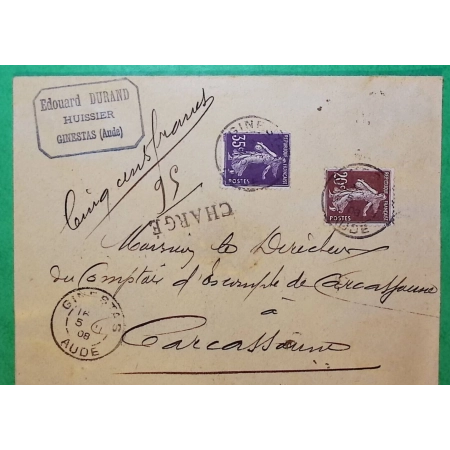 Edouard DURAND
HUISSIER
GINESTAS (Aude)
Cinq cents francs
95
CHARGÉ
GINES
35c
REPUBLIQUE FRANÇAISE
POSTES
20c
REPUBLIQUE FRANÇAISE
POSTES
Monsieur le Directeur
du Comptoir d'Escompte de Carcassonne
à
Carcassonne
GINESTAS
5
08
AUDE